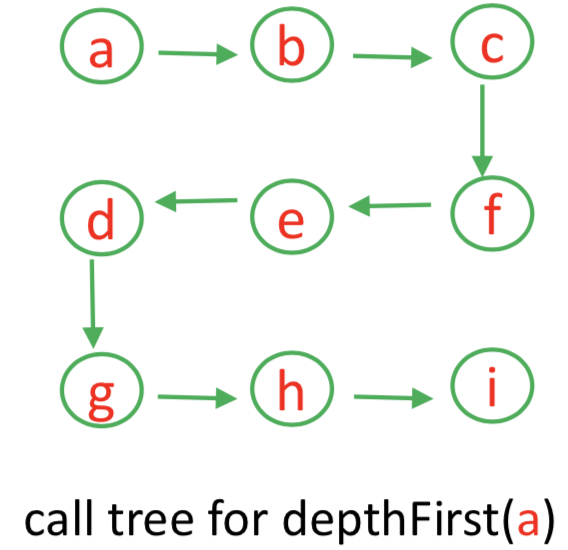 a b c
d e f
g h i
call tree for depthFirst(a)